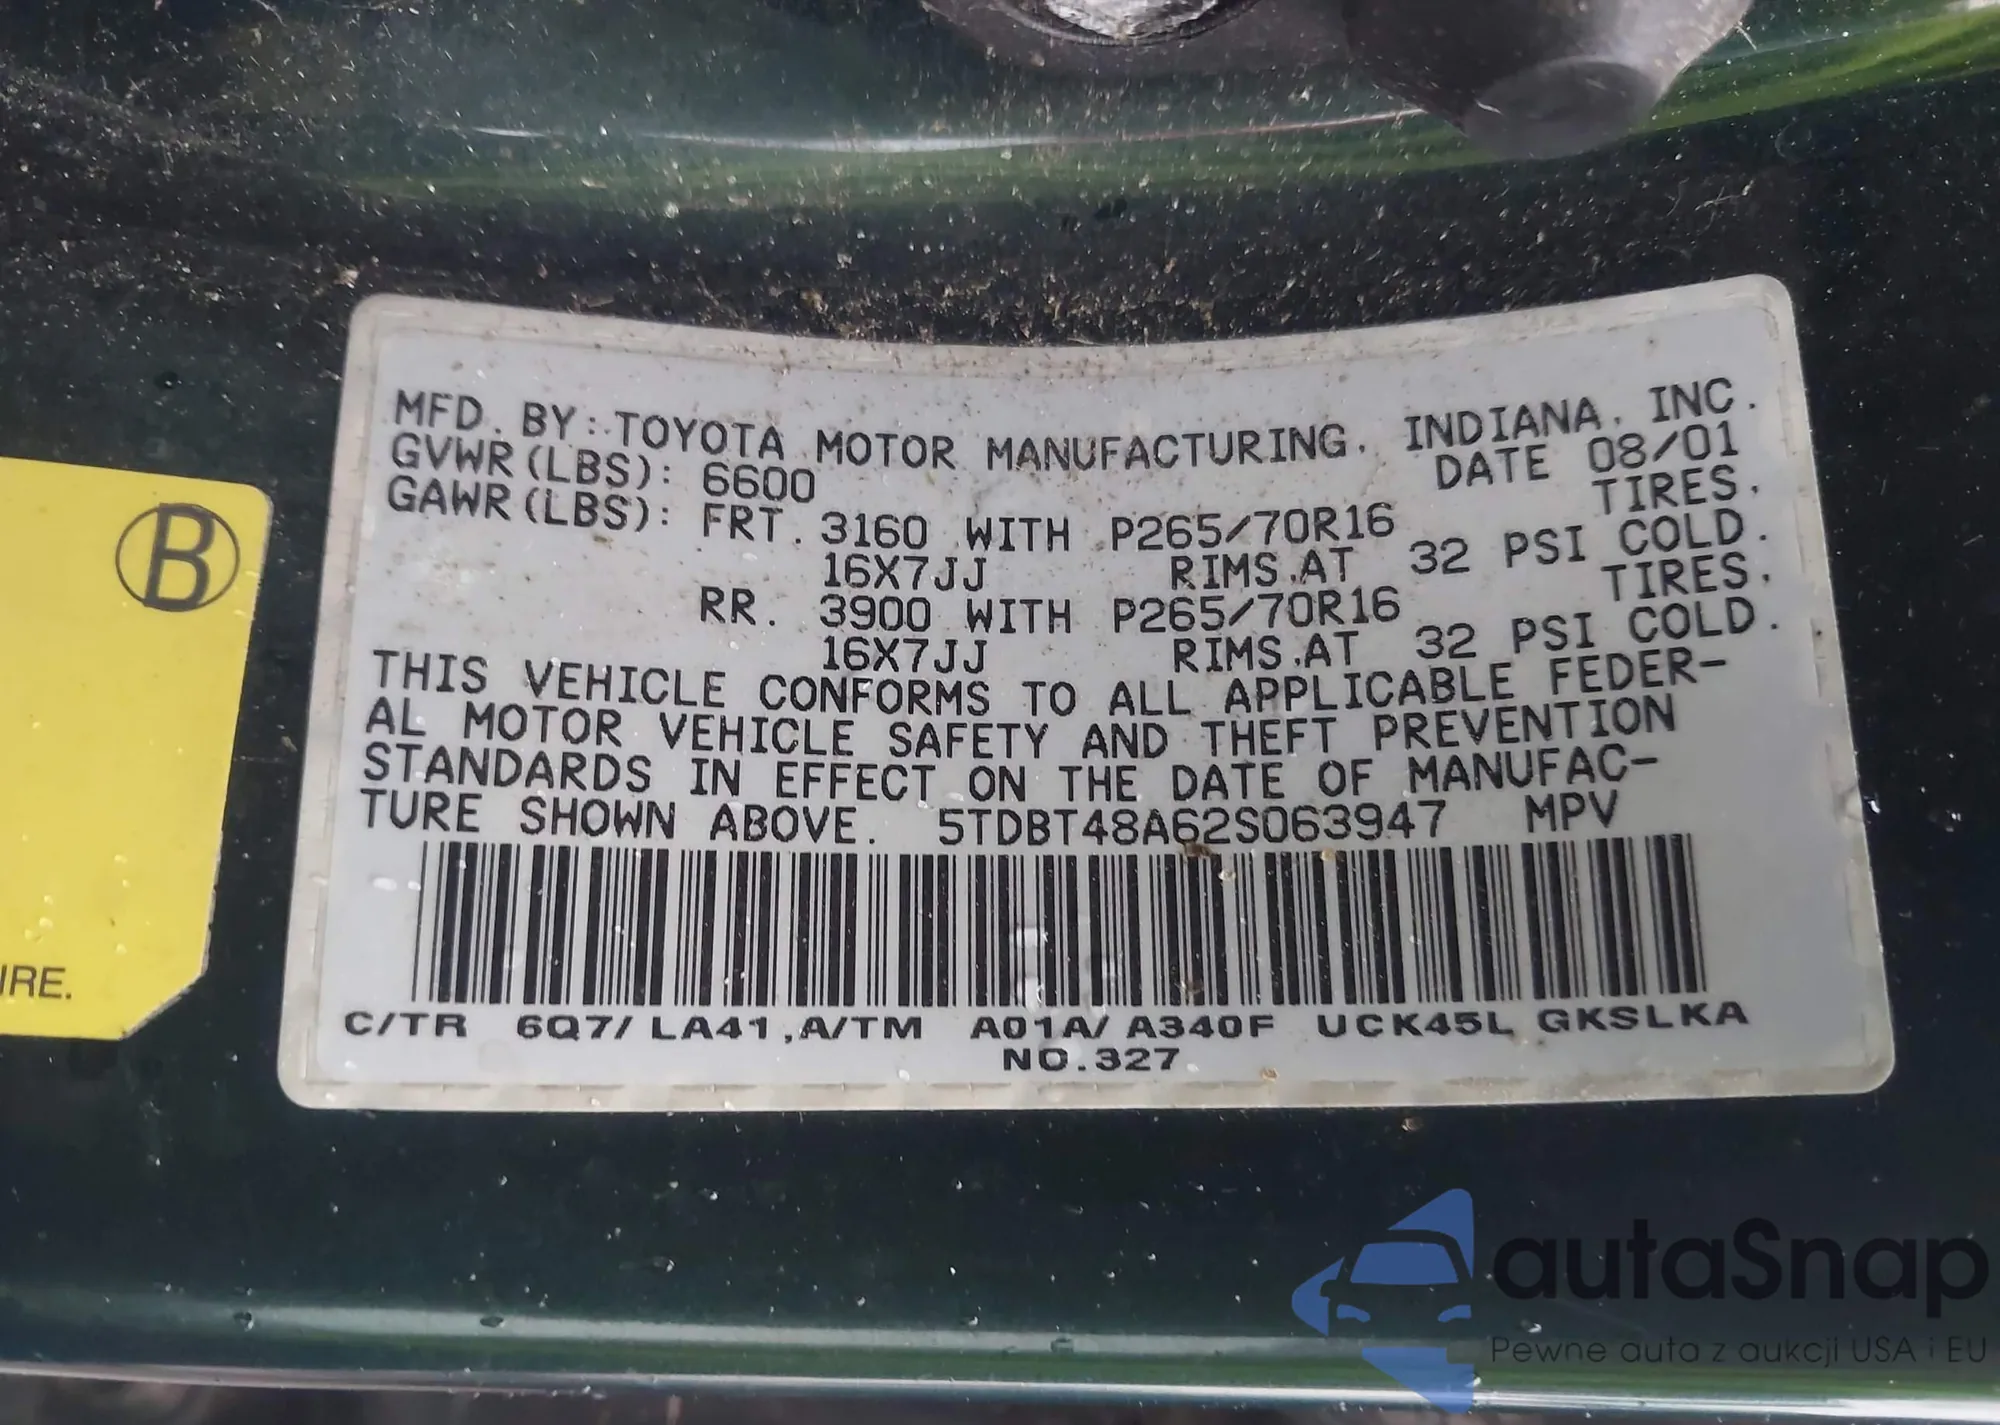 MFD. BY: TOYOTA MOTOR MANUFACTURING, INDIANA, INC.
GVWR(LBS): 6600 DATE 08/01
GAWR(LBS): FRT. 3160 WITH P265/70R16 TIRES,
16X7JJ RIMS,AT 32 PSI COLD.
RR. 3900 WITH P265/70R16 TIRES,
16X7JJ RIMS,AT 32 PSI COLD.
THIS VEHICLE CONFORMS TO ALL APPLICABLE FEDER-
AL MOTOR VEHICLE SAFETY AND THEFT PREVENTION
STANDARDS IN EFFECT ON THE DATE OF MANUFAC-
TURE SHOWN ABOVE. 5TDBT48A62S063947 MPV
C/TR 6Q7/ LA41 ,A/TM A01A/ A340F UCK45L GKSLKA
NO.327
B
IRE.
autaSnap
Pewne auta z aukcji USA i EU